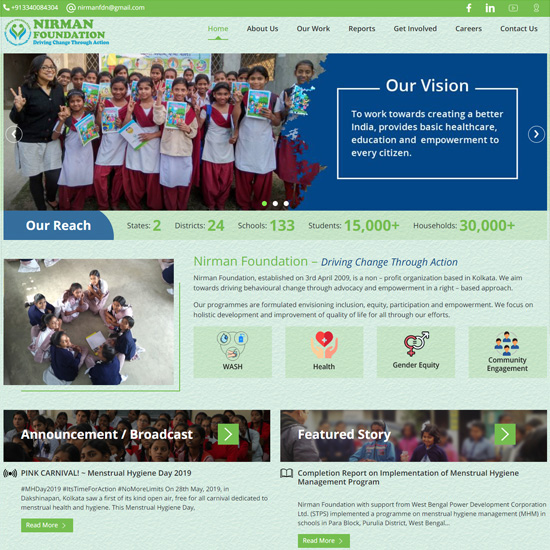 +913340084304 nirmanfdn@gmail.com
NIRMAN
FOUNDATION
Driving Change Through Action
Home About Us Our Work Reports Get Involved Careers Contact Us
Our Vision
To work towards creating a better
India, provides basic healthcare,
education and empowerment to
every citizen.
Our Reach States: 2 Districts: 24 Schools: 133 Students: 15,000+ Households: 30,000+
Nirman Foundation – Driving Change Through Action
Nirman Foundation, established on 3rd April 2009, is a non – profit organization based in Kolkata. We aim
towards driving behavioural change through advocacy and empowerment in a right – based approach.
Our programmes are formulated envisioning inclusion, equity, participation and empowerment. We focus on
holistic development and improvement of quality of life for all through our efforts.
WASH
Health
Gender Equity
Community
Engagement
Announcement / Broadcast
PINK CARNIVAL! ~ Menstrual Hygiene Day 2019
#MHDay2019 #ItsTimeForAction #NoMoreLimits On 28th May, 2019, in
Dakshinapan, Kolkata saw a first of its kind open air, free for all carnival dedicated to
menstrual health and hygiene. This Menstrual Hygiene Day,
Read More
Featured Story
Completion Report on Implementation of Menstrual Hygiene
Management Program
Nirman Foundation with support from West Bengal Power Development Corporation
Ltd. (STPS) implemented a programme on menstrual hygiene management (MHM) in
schools in Para Block, Purulia District, West Bengal...
Read More